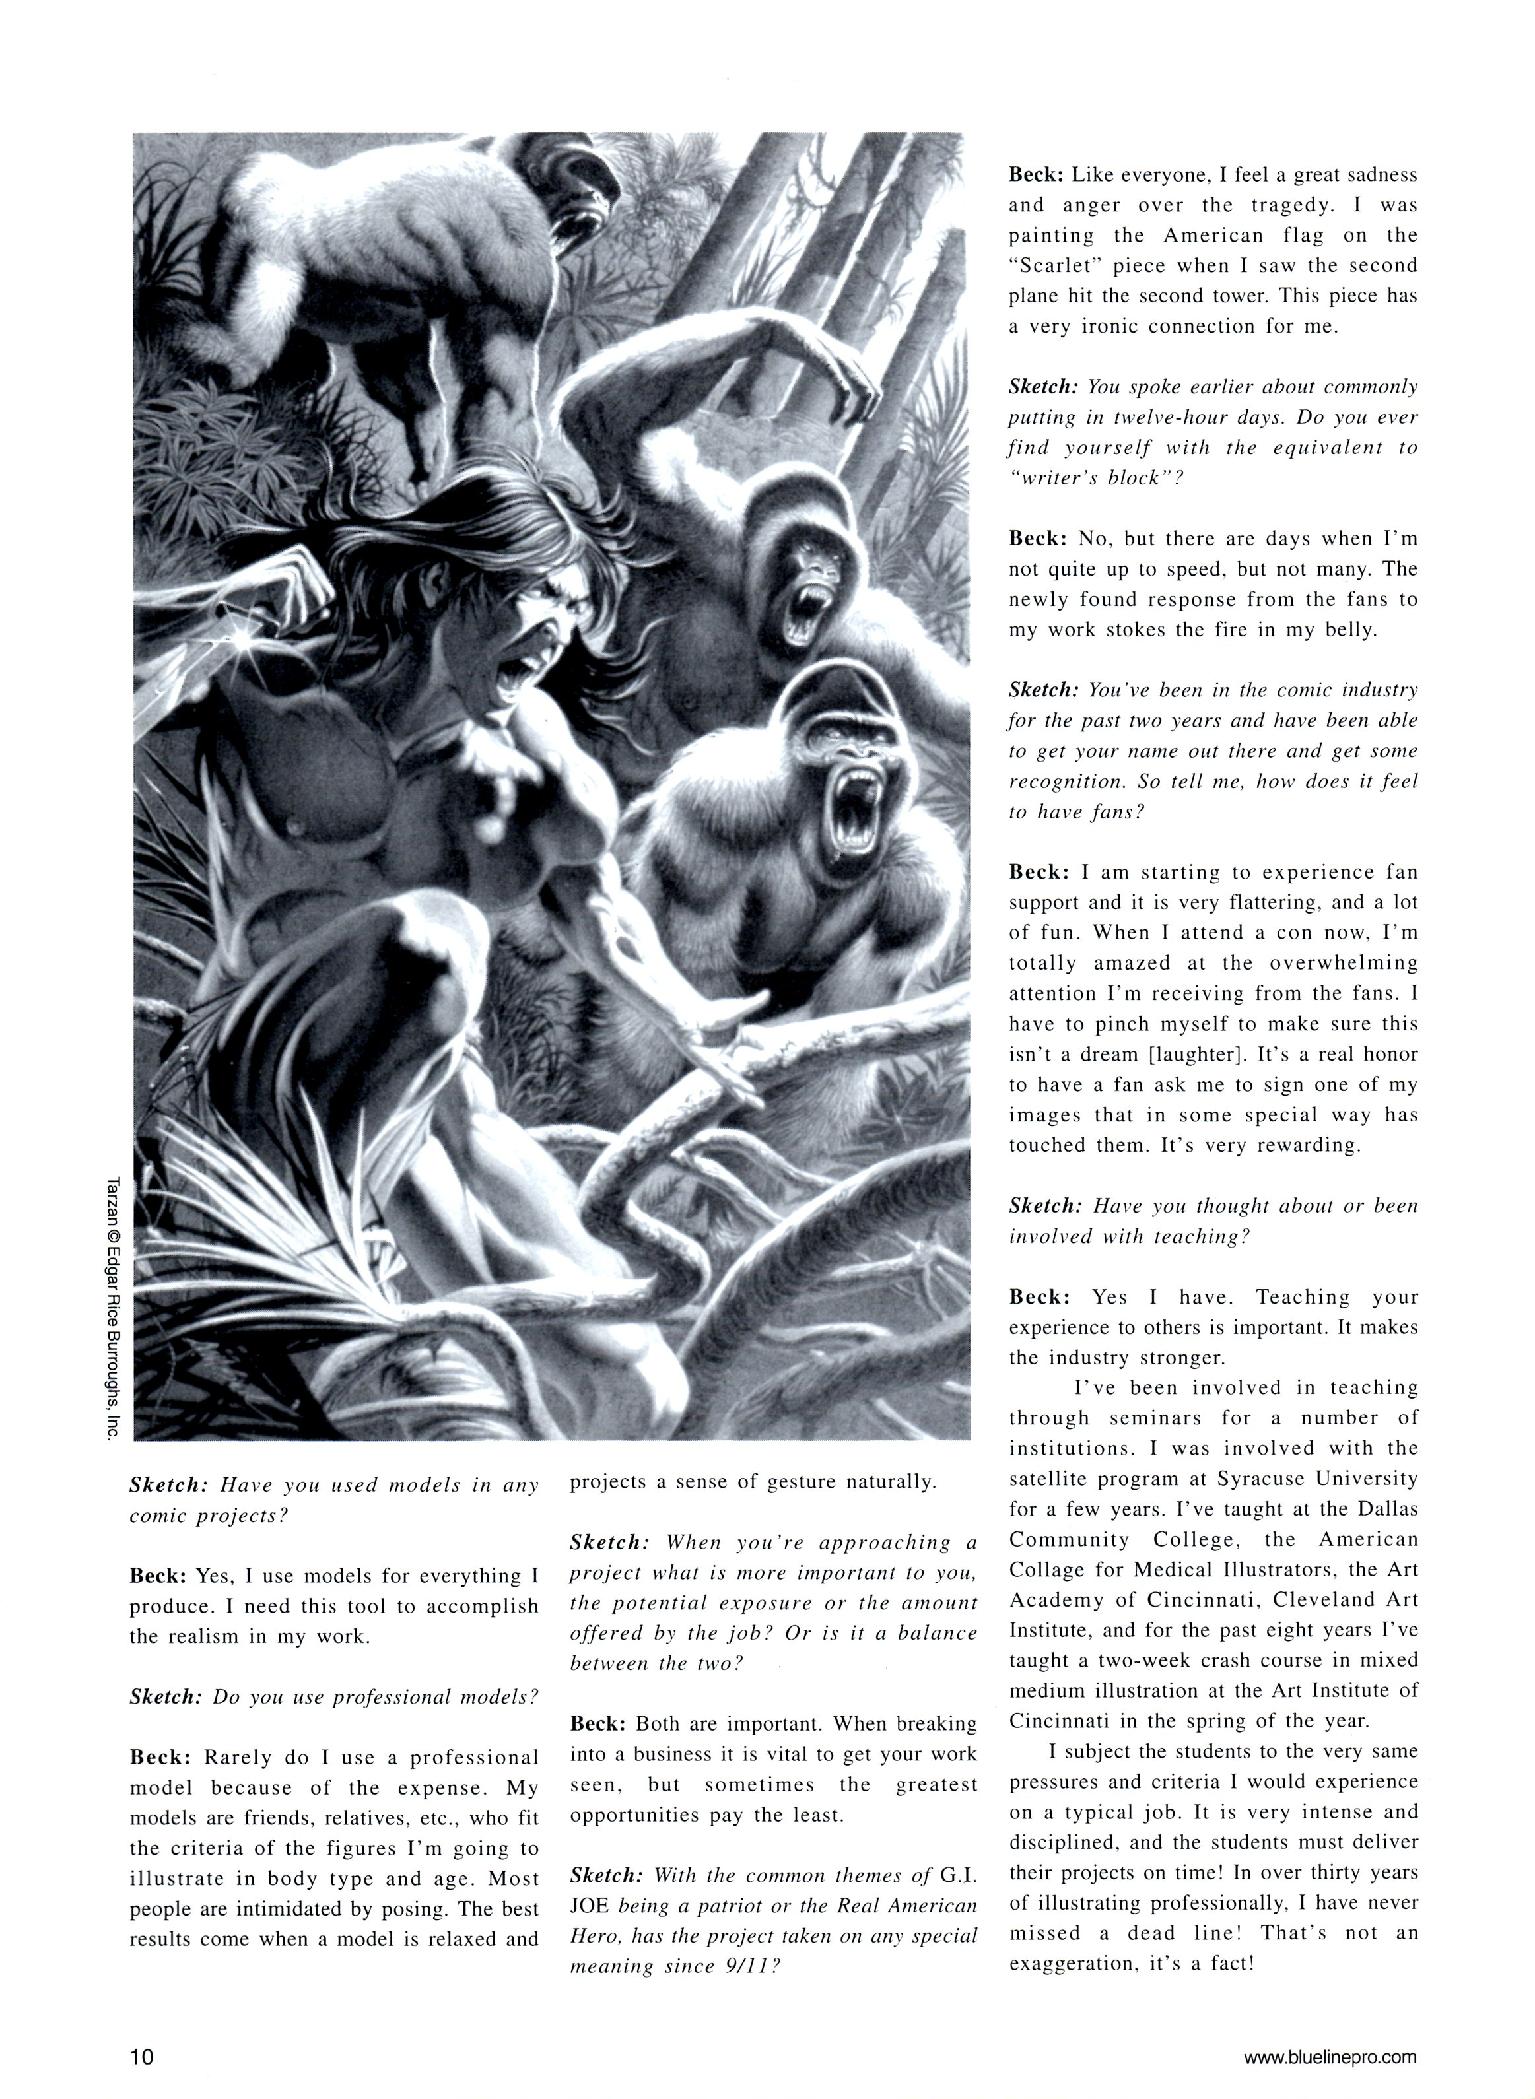 Tarzan © Edgar Rice Burroughs, Inc.
Sketch: Have you used models in any
comic projects?
Beck: Yes, I use models for everything I
produce. I need this tool to accomplish
the realism in my work.
Sketch: Do you use professional models?
Beck: Rarely do I use a professional
model because of the expense. My
models are friends, relatives, etc., who fit
the criteria of the figures I'm going to
illustrate in body type and age. Most
people are intimidated by posing. The best
results come when a model is relaxed and
projects a sense of gesture naturally.
Sketch: When you're approaching a
project what is more important to you,
the potential exposure or the amount
offered by the job? Or is it a balance
between the two?
Beck: Both are important. When breaking
into a business it is vital to get your work
seen, but sometimes the greatest
opportunities pay the least.
Sketch: With the common themes of G.I.
JOE being a patriot or the Real American
Hero, has the project taken on any special
meaning since 9/11?
Beck: Like everyone, I feel a great sadness
and anger over the tragedy. I was
painting the American flag on the
“Scarlet” piece when I saw the second
plane hit the second tower. This piece has
a very ironic connection for me.
Sketch: You spoke earlier about commonly
putting in twelve-hour days. Do you ever
find yourself with the equivalent to
“writer's block”?
Beck: No, but there are days when I'm
not quite up to speed, but not many. The
newly found response from the fans to
my work stokes the fire in my belly.
Sketch: You've been in the comic industry
for the past two years and have been able
to get your name out there and get some
recognition. So tell me, how does it feel
to have fans?
Beck: I am starting to experience fan
support and it is very flattering, and a lot
of fun. When I attend a con now, I'm
totally amazed at the overwhelming
attention I'm receiving from the fans. I
have to pinch myself to make sure this
isn't a dream [laughter]. It's a real honor
to have a fan ask me to sign one of my
images that in some special way has
touched them. It's very rewarding.
Sketch: Have you thought about or been
involved with teaching?
Beck: Yes I have. Teaching your
experience to others is important. It makes
the industry stronger.
I've been involved in teaching
through seminars for a number of
institutions. I was involved with the
satellite program at Syracuse University
for a few years. I've taught at the Dallas
Community College, the American
Collage for Medical Illustrators, the Art
Academy of Cincinnati, Cleveland Art
Institute, and for the past eight years I've
taught a two-week crash course in mixed
medium illustration at the Art Institute of
Cincinnati in the spring of the year.
I subject the students to the very same
pressures and criteria I would experience
on a typical job. It is very intense and
disciplined, and the students must deliver
their projects on time! In over thirty years
of illustrating professionally, I have never
missed a dead line! That's not an
exaggeration, it's a fact!
10
www.bluelinepro.com